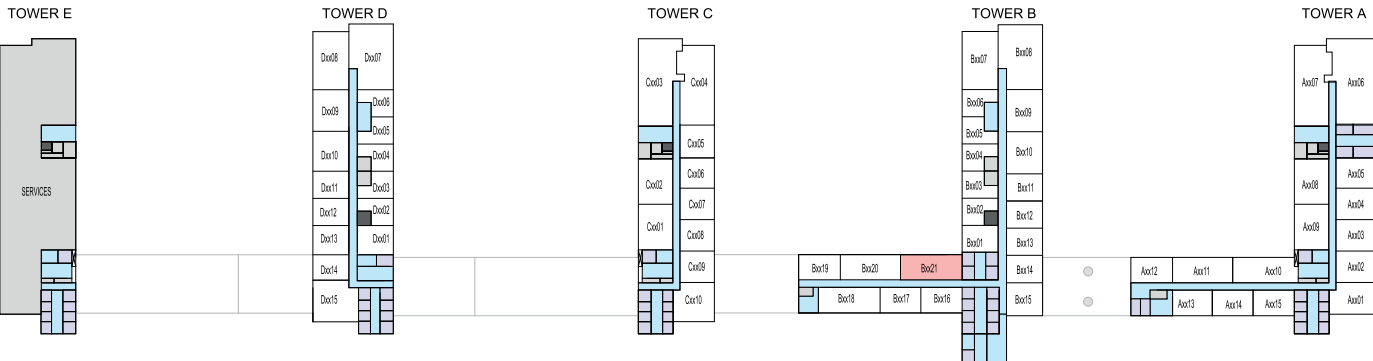 TOWER E
TOWER D
TOWER C
TOWER B
TOWER A
SERVICES
Dxx08
Dxx07
Dxx09
Dxx06
Dxx05
Dxx10
Dxx04
Dxx11
Dxx03
Dxx12
Dxx02
Dxx13
Dxx01
Dxx14
Dxx15
Cxx03
Cxx04
Cxx05
Cxx02
Cxx06
Cxx07
Cxx01
Cxx08
Cxx09
Cxx10
Bxx07
Bxx08
Bxx06
Bxx09
Bxx05
Bxx04
Bxx10
Bxx03
Bxx11
Bxx02
Bxx12
Bxx01
Bxx13
Bxx19
Bxx20
Bxx21
Bxx14
Bxx18
Bxx17
Bxx16
Bxx15
Axx07
Axx06
Axx08
Axx05
Axx04
Axx09
Axx03
Axx12
Axx11
Axx10
Axx02
Axx13
Axx14
Axx15
Axx01